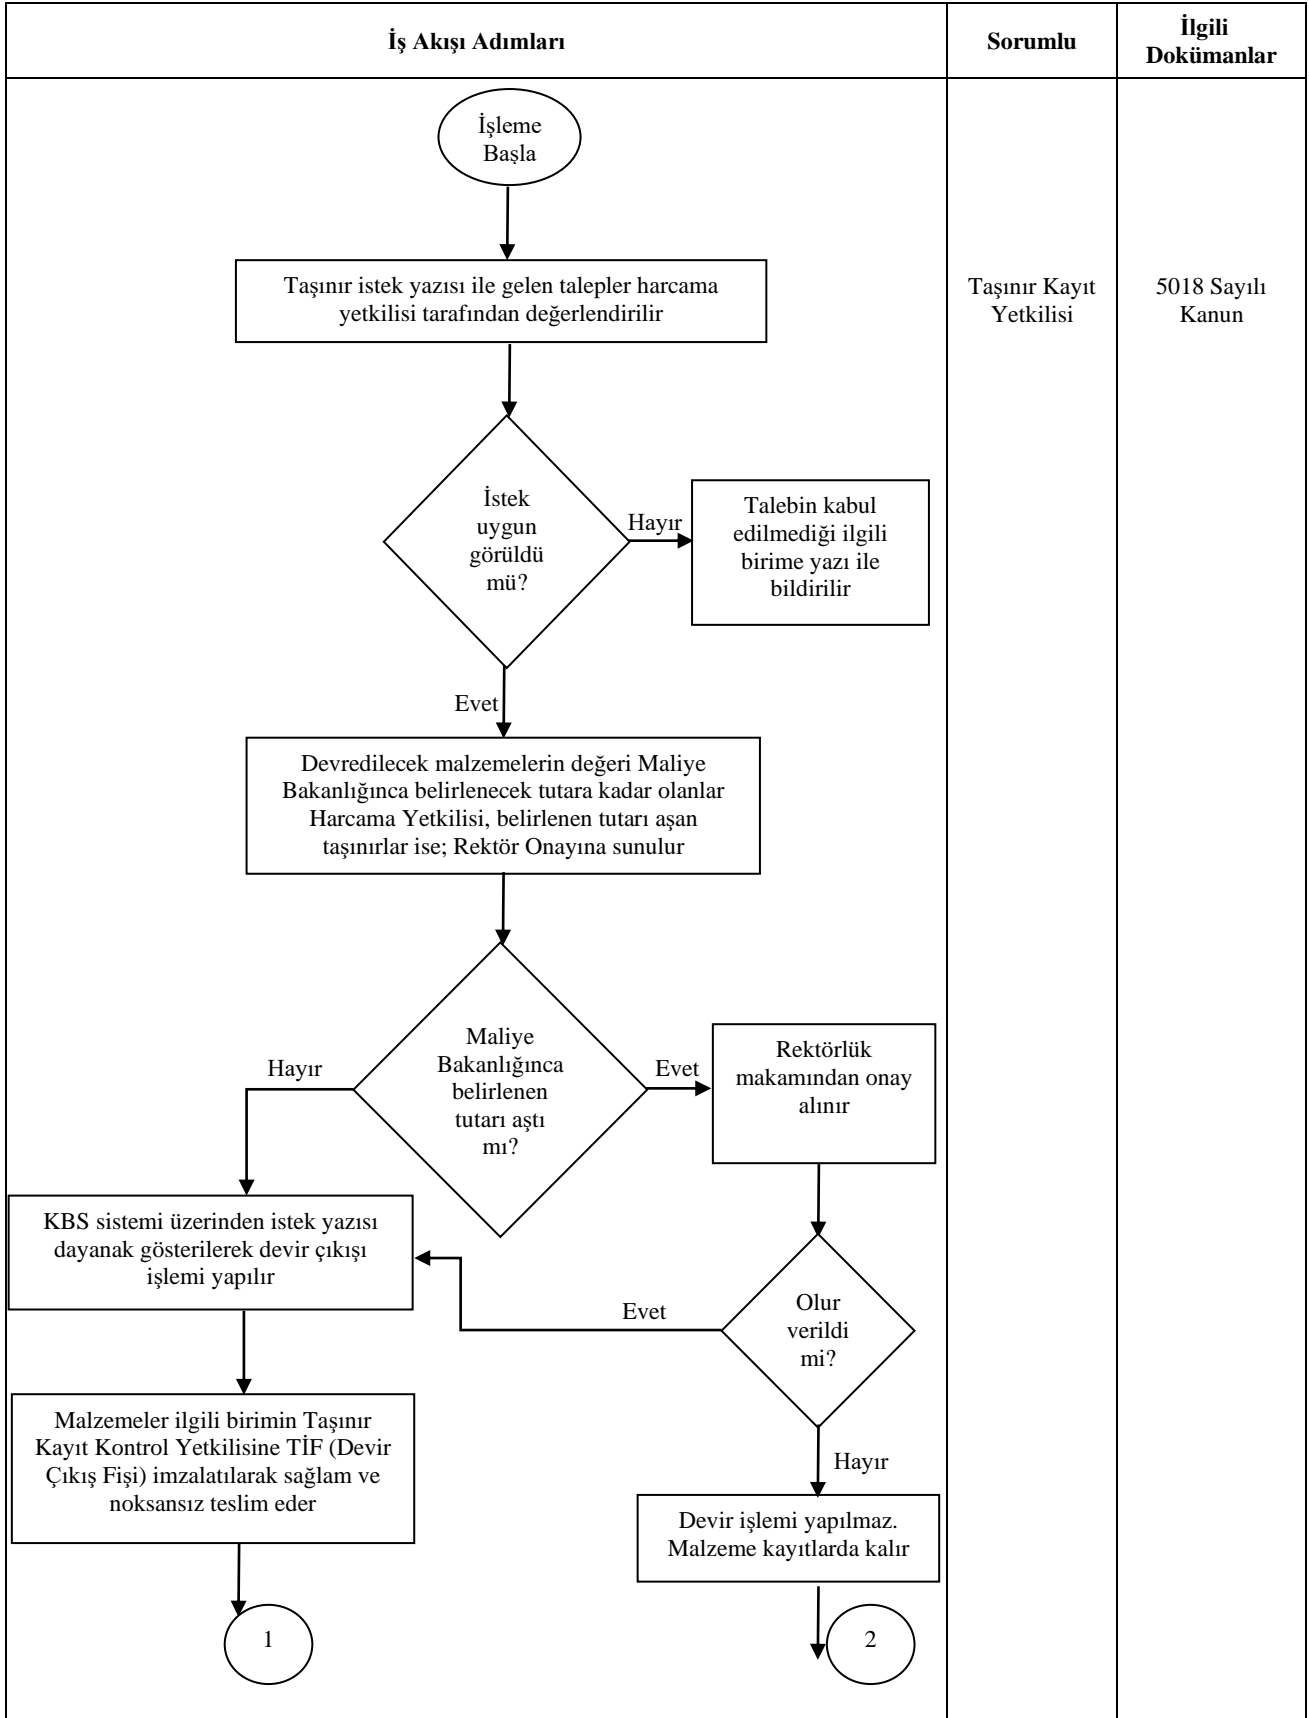 İş Akışı Adımları
Sorumlu
İlgili
Dokümanlar
İşleme
Başla
Taşınır istek yazısı ile gelen talepler harcama
yetkilisi tarafından değerlendirilir
Taşınır Kayıt
Yetkilisi
5018 Sayılı
Kanun
İstek
uygun
görüldü
mü?
Hayır
Talebin kabul
edilmediği ilgili
birime yazı ile
bildirilir
Evet
Devredilecek malzemelerin değeri Maliye
Bakanlığınca belirlenecek tutara kadar olanlar
Harcama Yetkilisi, belirlenen tutarı aşan
taşınırlar ise; Rektör Onayına sunulur
Maliye
Bakanlığınca
belirlenen
tutarı aştı
mı?
Hayır
Evet
Rektörlük
makamından onay
alınır
KBS sistemi üzerinden istek yazısı
dayanak gösterilerek devir çıkışı
işlemi yapılır
Olur
verildi
mi?
Evet
Malzemeler ilgili birimin Taşınır
Kayıt Kontrol Yetkilisine TİF (Devir
Çıkış Fişi) imzalatılarak sağlam ve
noksansız teslim eder
Hayır
Devir işlemi yapılmaz.
Malzeme kayıtlarda kalır
1
2